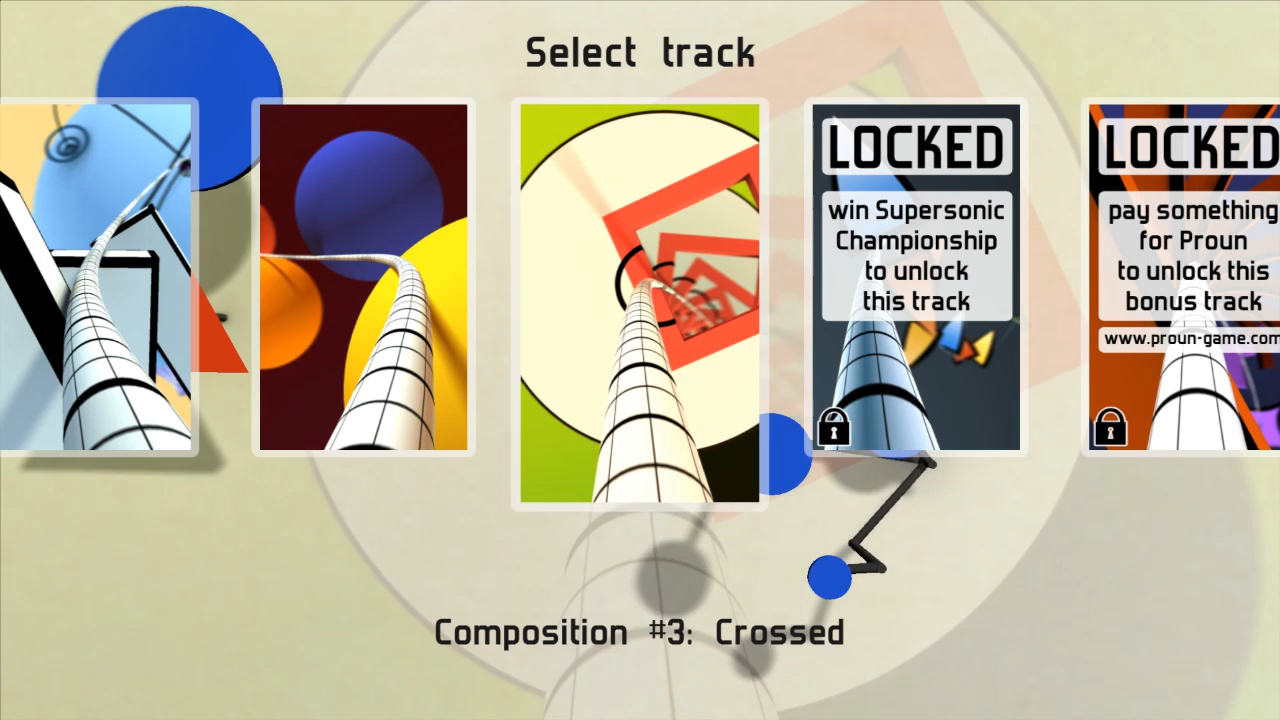 Select track
LOCKED
win Supersonic
Championship
to unlock
this track
LOCKED
pay something
for Proun
to unlock this
bonus track
www.proun-game.com
Composition #3: Crossed